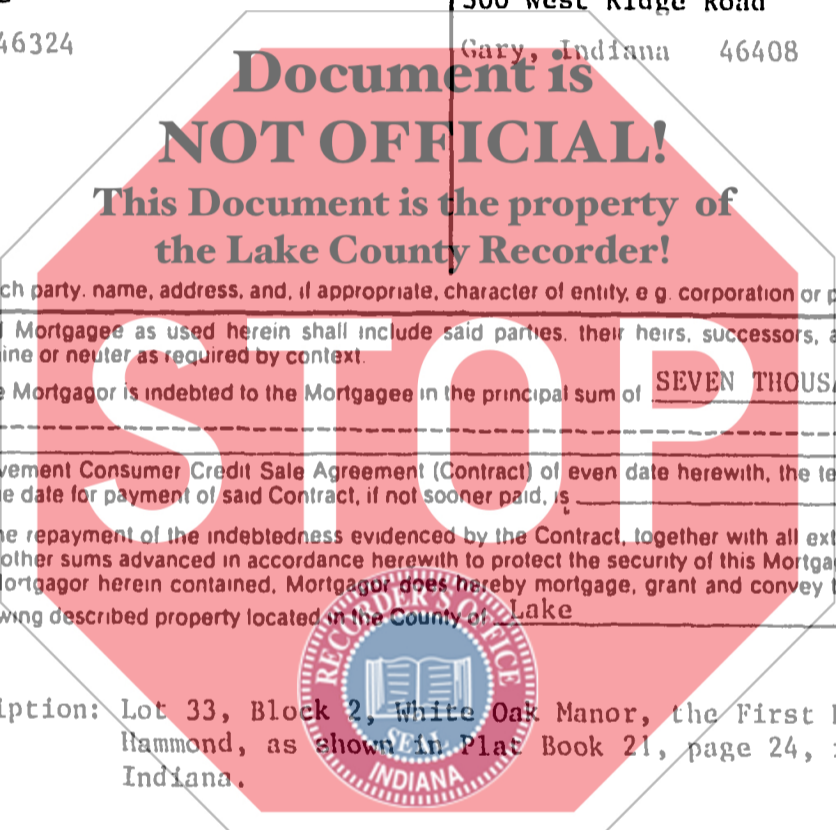 500 West Ridge Road
46324
Gary, Indiana 46408
Document is
NOT OFFICIAL!
This Document is the property of
the Lake County Recorder!
ch party. name, address, and, if appropriate, character of entity, e g. corporation or p
Mortgagee as used herein shall include said parties. their heirs, successors, a
ine or neuter as required by context.
e Mortgagor is indebted to the Mortgagee in the principal sum of SEVEN THOUSA
STOP
vement Consumer Credit Sale Agreement (Contract) of even date herewith, the te
e date for payment of said Contract, if not sooner paid, is
he repayment of the indebtedness evidenced by the Contract, together with all ext
other sums advanced in accordance herewith to protect the security of this Mortga
Mortgagor herein contained, Mortgagor does hereby mortgage, grant and convey
wing described property located in the County of Lake
RECORDER'S OFFICE
SEAL
INDIANA
iption: Lot 33, Block 2, White Oak Manor, the First
Hammond, as shown in Plat Book 21, page 24,
Indiana.